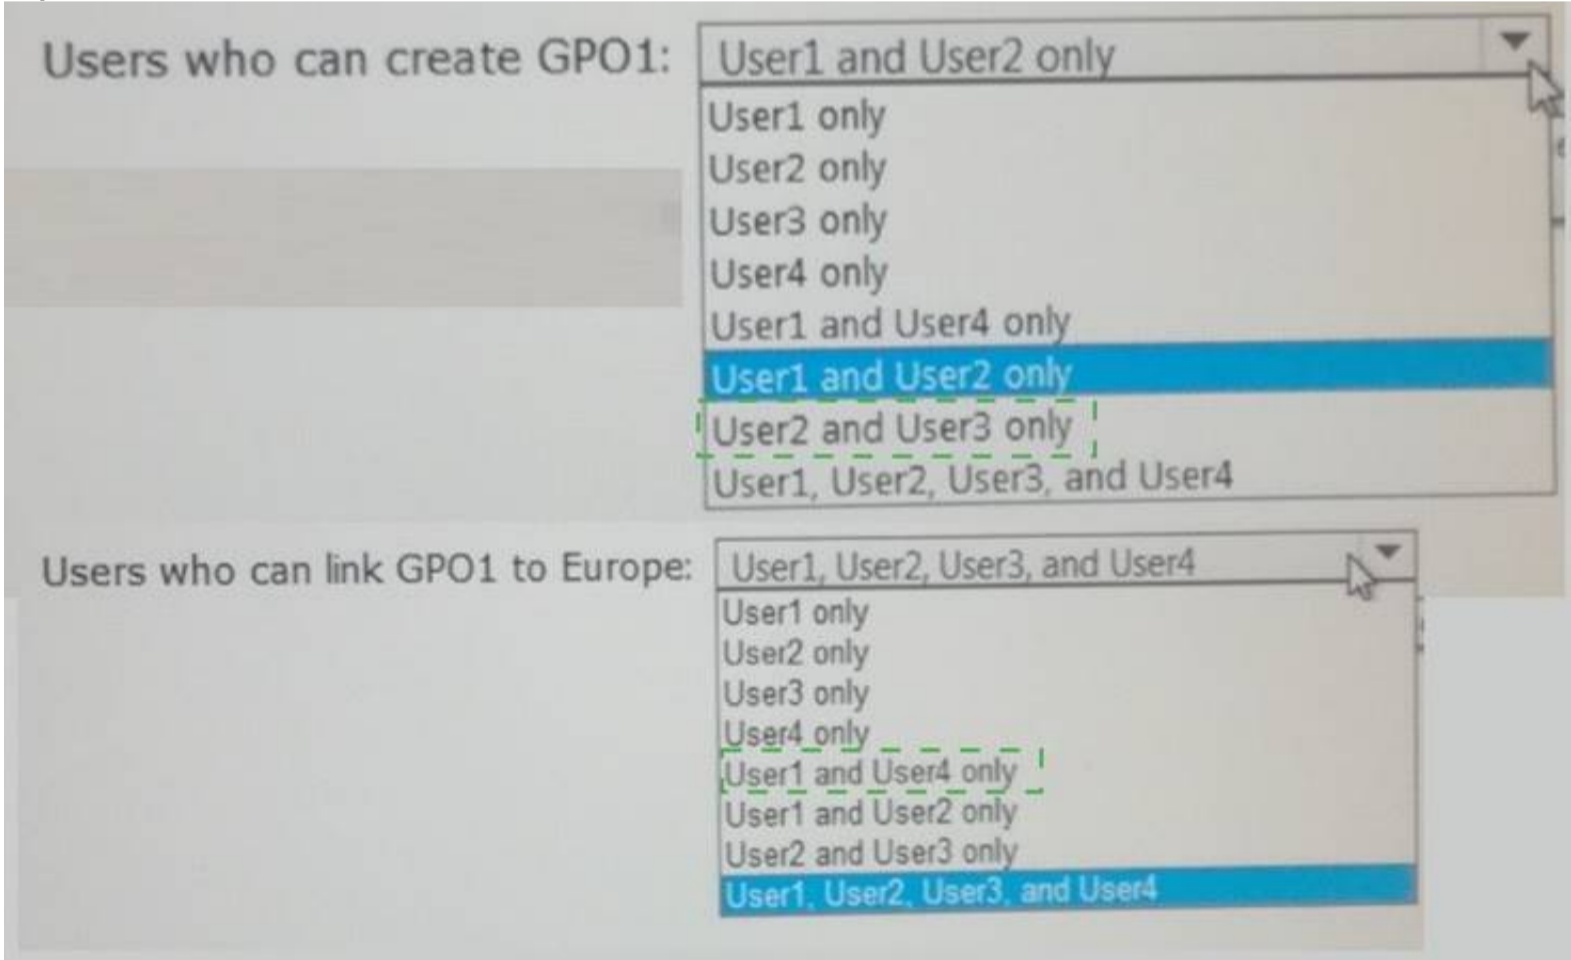 Users who can create GPO1:
User1 and User2 only
User1 only
User2 only
User3 only
User4 only
User1 and User4 only
User1 and User2 only
User2 and User3 only
User1, User2, User3, and User4
Users who can link GPO1 to Europe:
User1, User2, User3, and User4
User1 only
User2 only
User3 only
User4 only
User1 and User4 only
User1 and User2 only
User2 and User3 only
User1, User2, User3, and User4